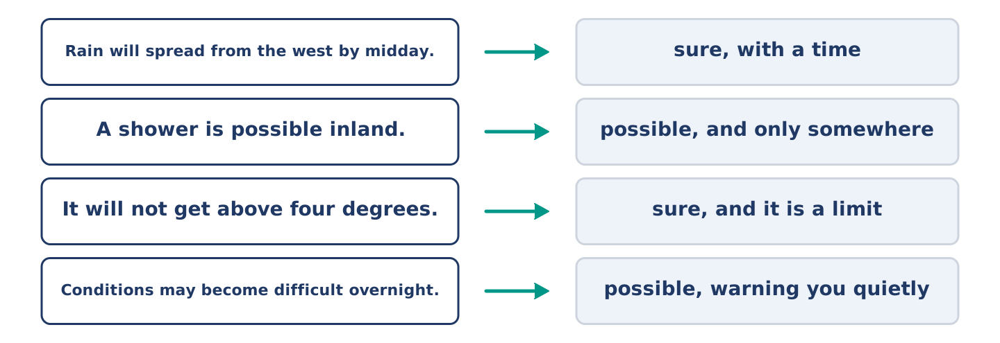 Rain will spread from the west by midday.
sure, with a time
A shower is possible inland.
possible, and only somewhere
It will not get above four degrees.
sure, and it is a limit
Conditions may become difficult overnight.
possible, warning you quietly